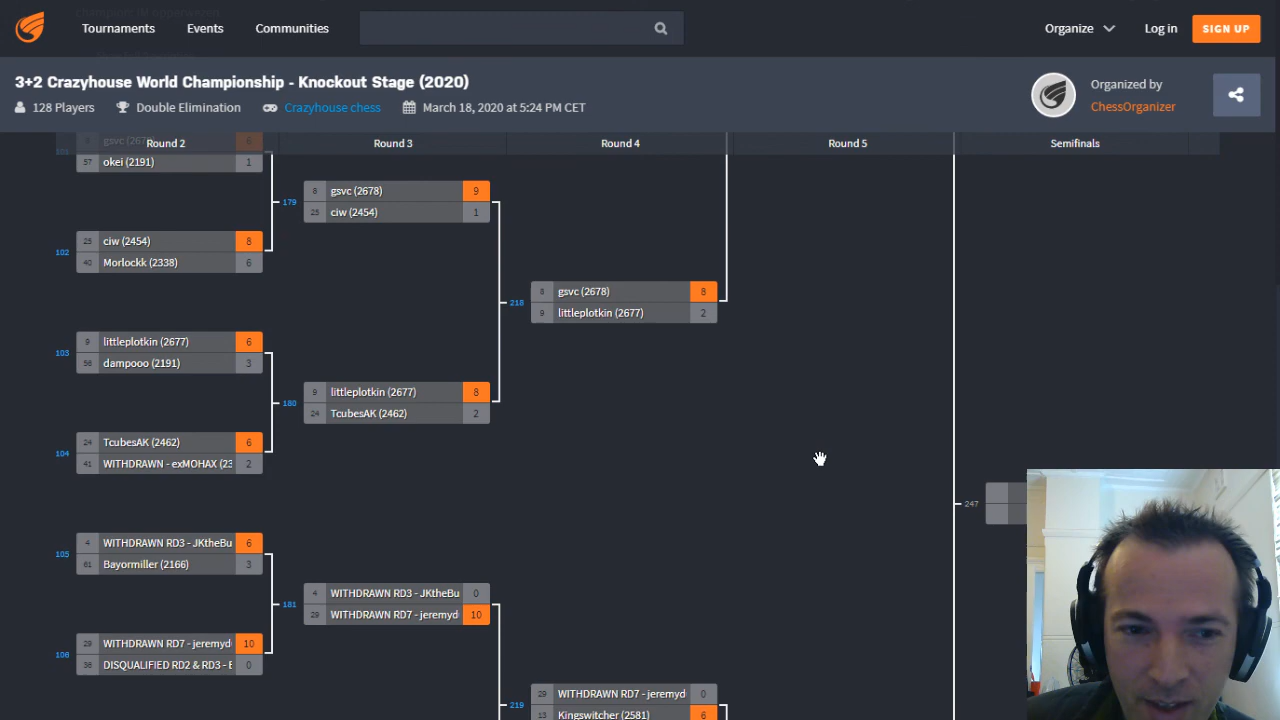 Tournaments
Events
Communities
Organize
Log in
SIGN UP
3+2 Crazyhouse World Championship - Knockout Stage (2020)
128 Players
Double Elimination
Crazyhouse chess
March 18, 2020 at 5:24 PM CET
Organized by
ChessOrganizer
Round 2
Round 3
Round 4
Round 5
Semifinals
57 okei (2191) 1
102
25 ciw (2454) 8
40 Morlockk (2338) 6
103
9 littleplotkin (2677) 6
56 dampooo (2191) 3
104
24 TcubesAK (2462) 6
41 WITHDRAWN - exMOHAX (23 2
105
4 WITHDRAWN RD3 - JKtheBu 6
61 Bayormiller (2166) 3
106
29 WITHDRAWN RD7 - jeremyd 10
36 DISQUALIFIED RD2 & RD3 - 0
179
8 gsvc (2678) 9
25 ciw (2454) 1
180
9 littleplotkin (2677) 8
24 TcubesAK (2462) 2
181
4 WITHDRAWN RD3 - JKtheBu 0
29 WITHDRAWN RD7 - jeremyd 10
218
8 gsvc (2678) 8
9 littleplotkin (2677) 2
219
29 WITHDRAWN RD7 - jeremyd 0
13 Kingswitcher (2581) 6
247